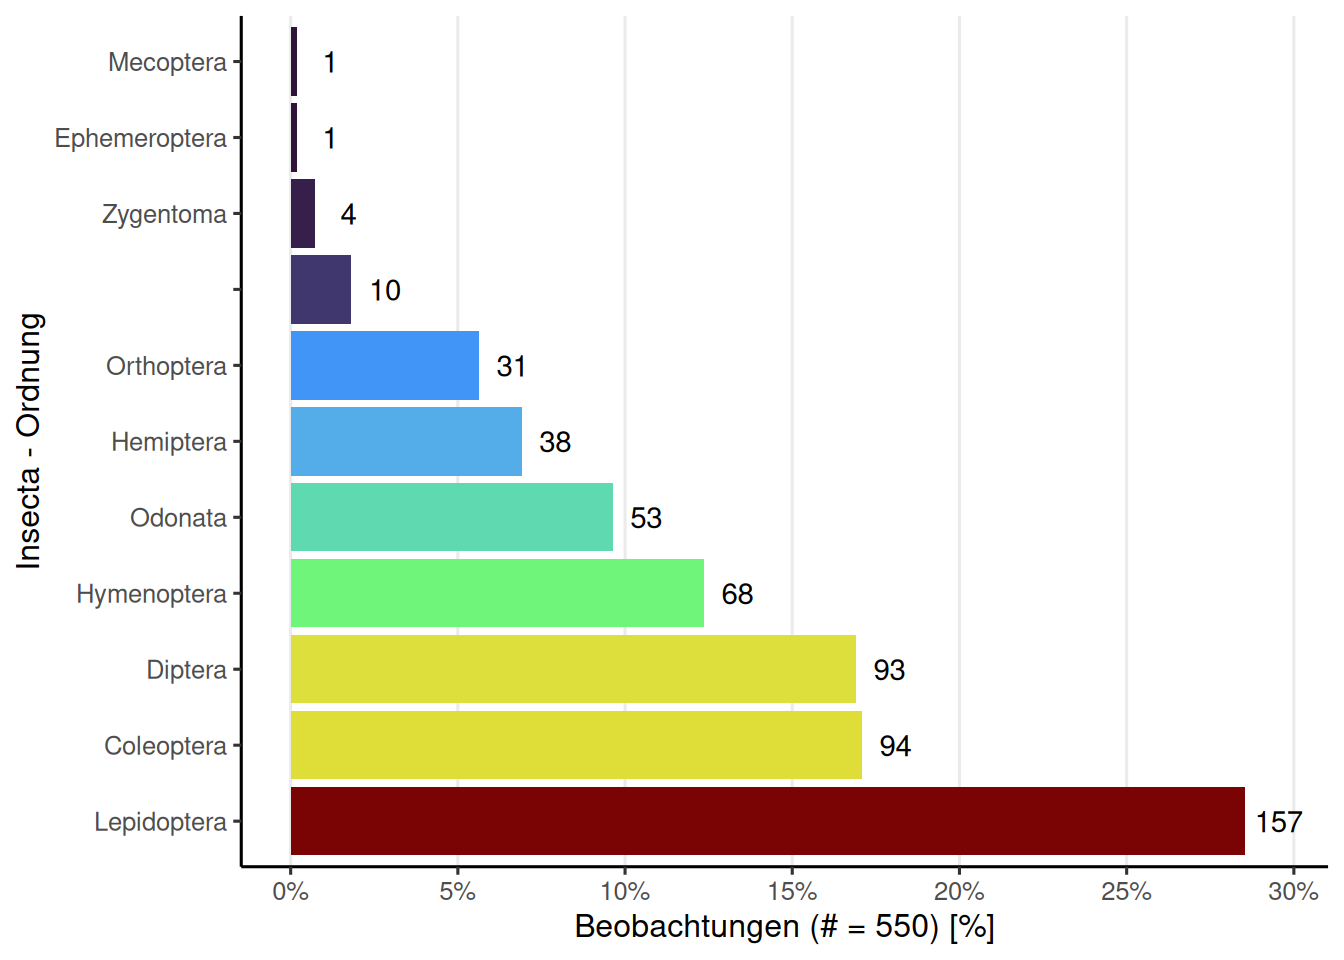 Mecoptera 1
Ephemeroptera 1
Zygentoma 4
10
Orthoptera 31
Hemiptera 38
Odonata 53
Hymenoptera 68
Diptera 93
Coleoptera 94
Lepidoptera 157
0% 5% 10% 15% 20% 25% 30%
Beobachtungen (# = 550) [%]
Insecta - Ordnung